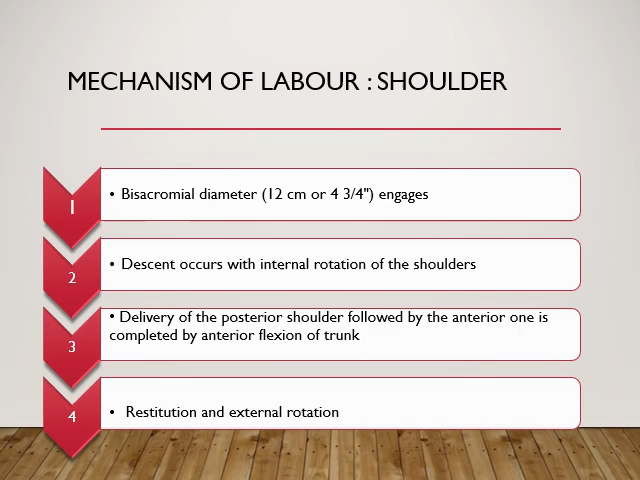 MECHANISM OF LABOUR : SHOULDER
1
• Bisacromial diameter (12 cm or 4 3/4") engages
2
• Descent occurs with internal rotation of the shoulders
3
• Delivery of the posterior shoulder followed by the anterior one is
completed by anterior flexion of trunk
4
• Restitution and external rotation